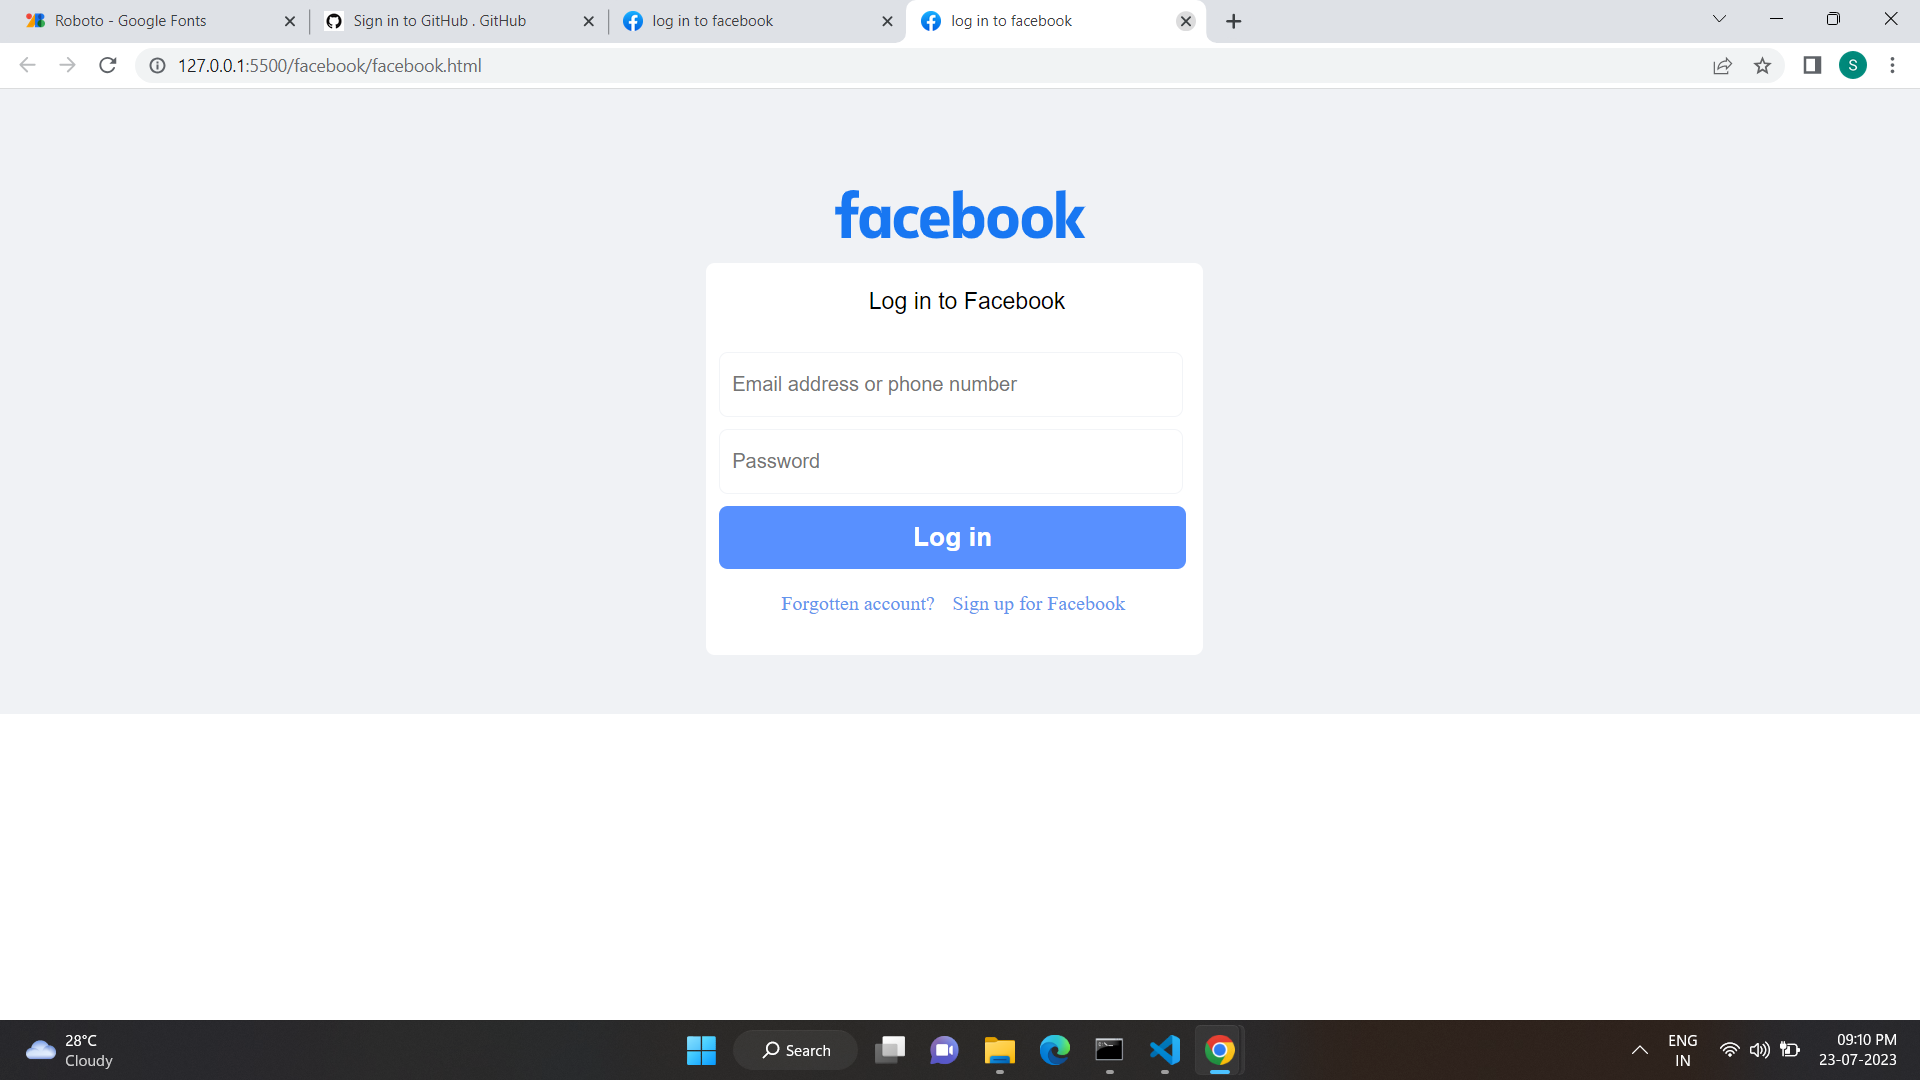 Roboto - Google Fonts
Sign in to GitHub . GitHub
log in to facebook
log in to facebook
127.0.0.1:5500/facebook/facebook.html
S
facebook
Log in to Facebook
Email address or phone number
Password
Log in
Forgotten account? Sign up for Facebook
28°C
Cloudy
Search
ENG
IN
09:10 PM
23-07-2023